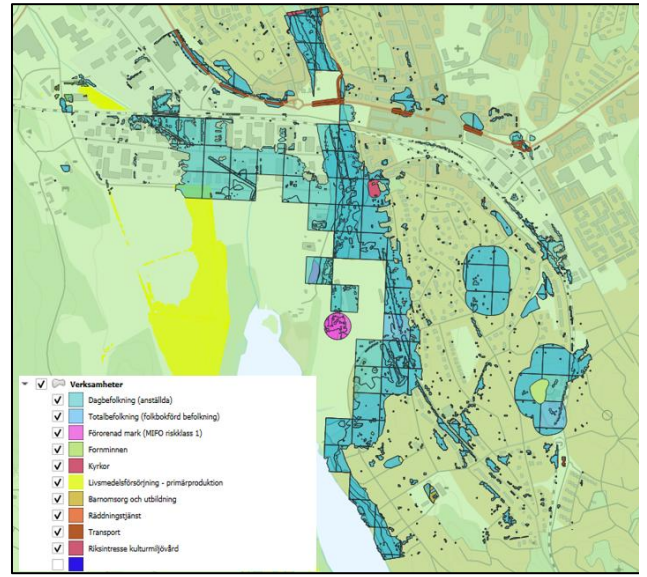 Verksamheter
Dagbefolkning (anställda)
Totalbefolkning (folkbokförd befolkning)
Förorenad mark (MIFO riskklass 1)
Fornminnen
Kyrkor
Livsmedelsförsörjning - primärproduktion
Barnomsorg och utbildning
Räddningstjänst
Transport
Riksintresse kulturmiljövård